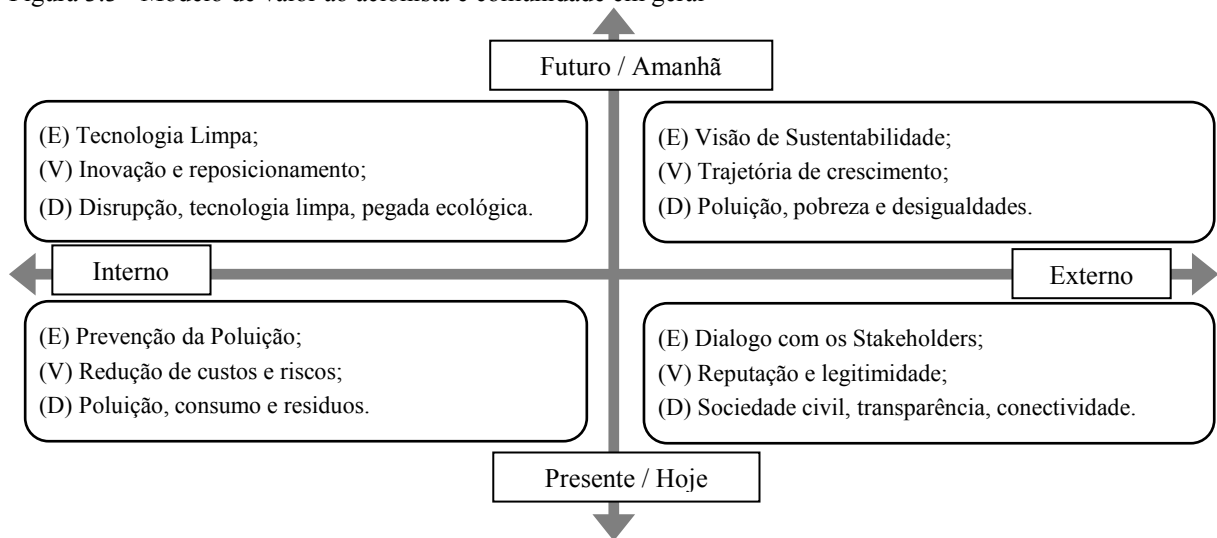 Figura 3.3 - Modelo de valor ao acionista e comunidade em geral
Futuro / Amanhã
(E) Tecnologia Limpa;
(V) Inovação e reposicionamento;
(D) Disrupção, tecnologia limpa, pegada ecológica.
(E) Visão de Sustentabilidade;
(V) Trajetória de crescimento;
(D) Poluição, pobreza e desigualdades.
Interno
Externo
(E) Prevenção da Poluição;
(V) Redução de custos e riscos;
(D) Poluição, consumo e residuos.
(E) Dialogo com os Stakeholders;
(V) Reputação e legitimidade;
(D) Sociedade civil, transparência, conectividade.
Presente / Hoje